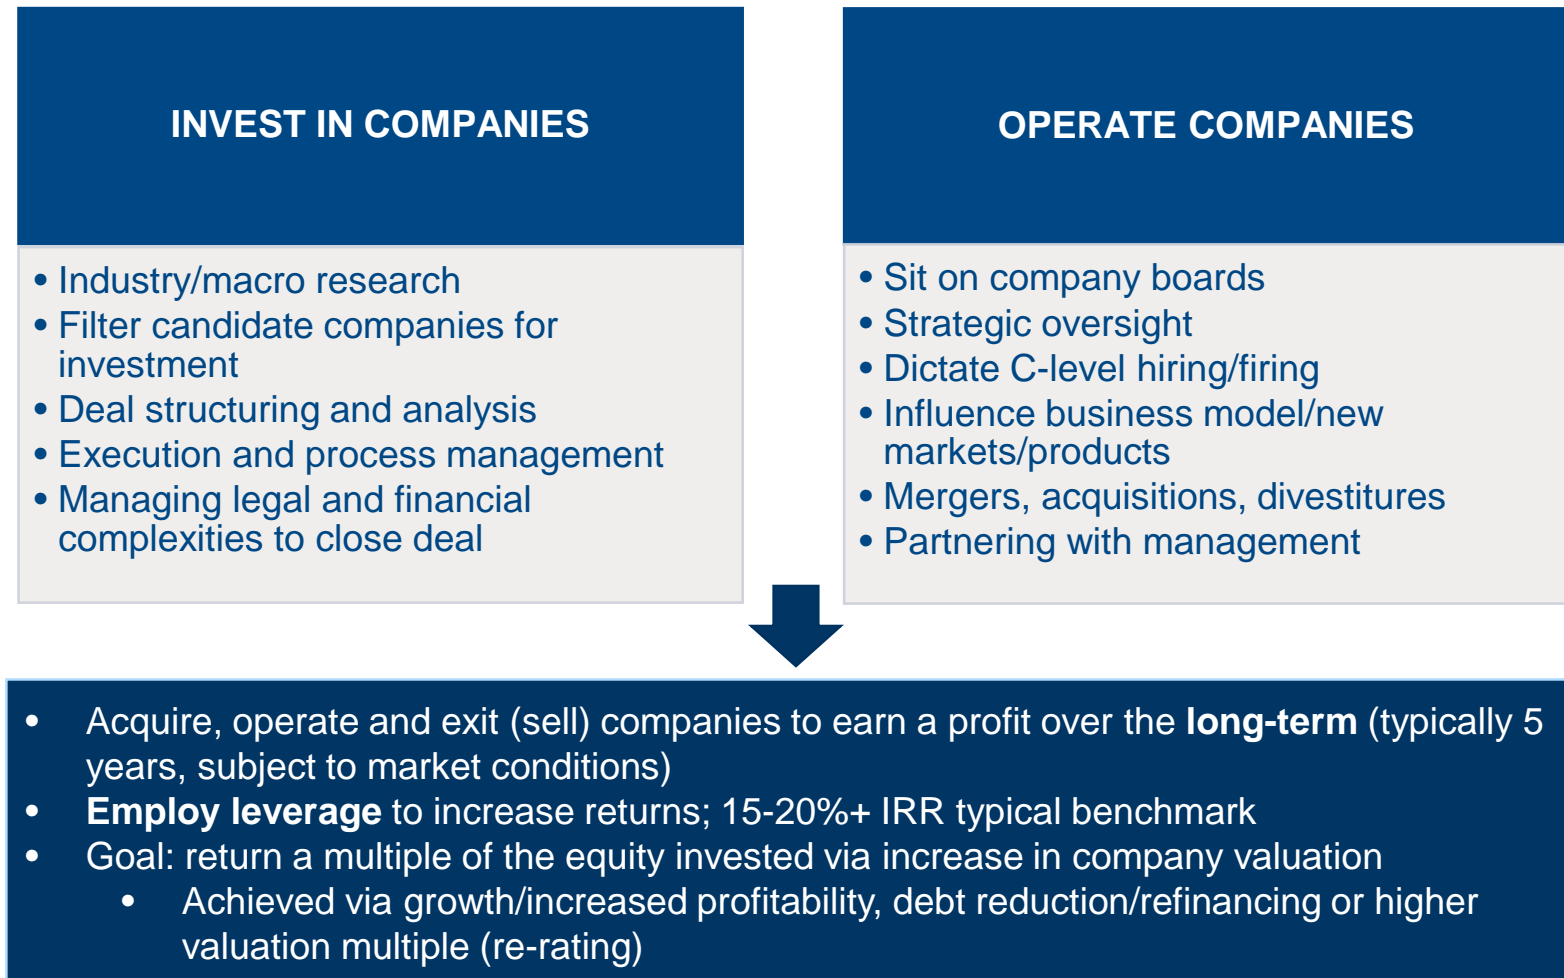 INVEST IN COMPANIES
• Industry/macro research
• Filter candidate companies for
investment
• Deal structuring and analysis
• Execution and process management
• Managing legal and financial
complexities to close deal
OPERATE COMPANIES
• Sit on company boards
• Strategic oversight
• Dictate C-level hiring/firing
• Influence business model/new
markets/products
• Mergers, acquisitions, divestitures
• Partnering with management
• Acquire, operate and exit (sell) companies to earn a profit over the long-term (typically 5
years, subject to market conditions)
• Employ leverage to increase returns; 15-20%+ IRR typical benchmark
• Goal: return a multiple of the equity invested via increase in company valuation
• Achieved via growth/increased profitability, debt reduction/refinancing or higher
valuation multiple (re-rating)